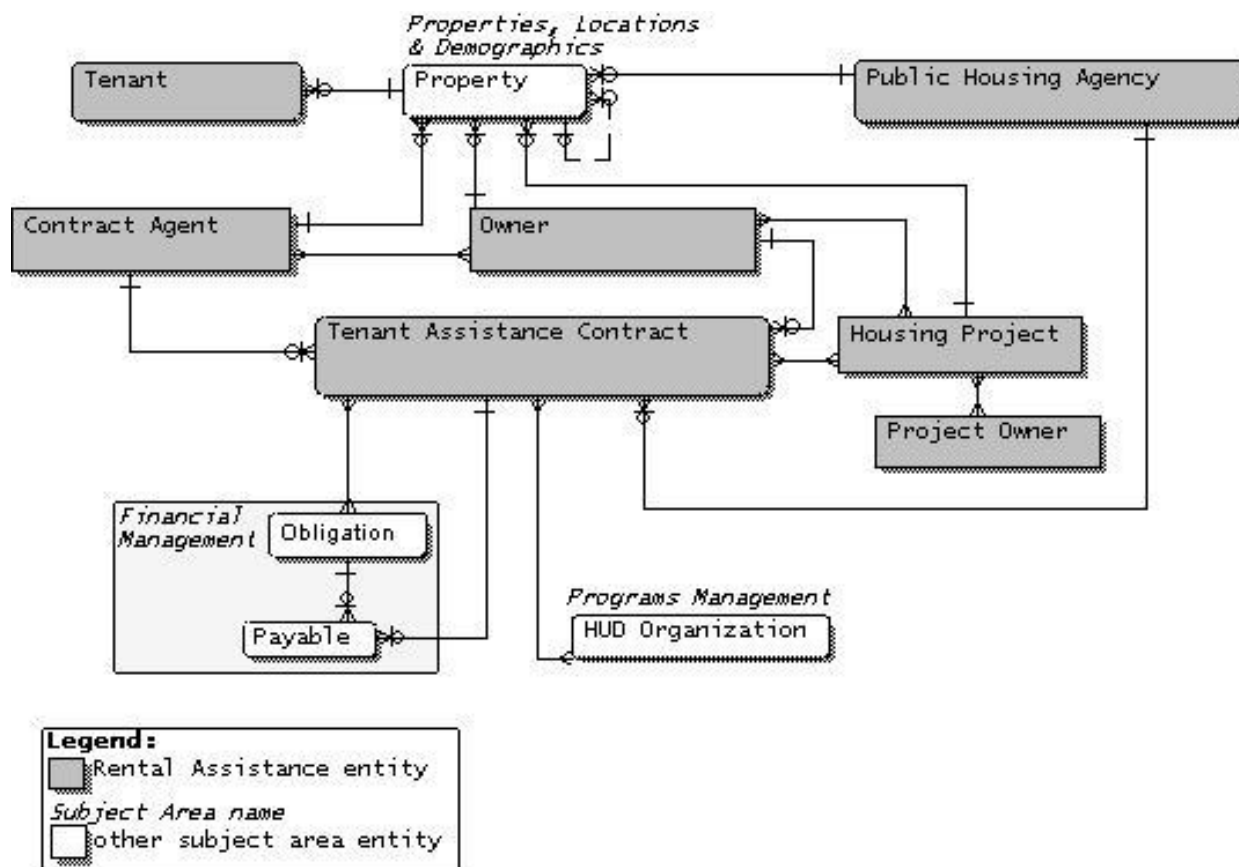 Properties, Locations
& Demographics
Tenant
Property
Public Housing Agency
Contract Agent
Owner
Tenant Assistance Contract
Housing Project
Project Owner
Financial
Management
Obligation
Payable
Programs Management
HUD Organization
Legend:
Rental Assistance entity
Subject Area name
other subject area entity